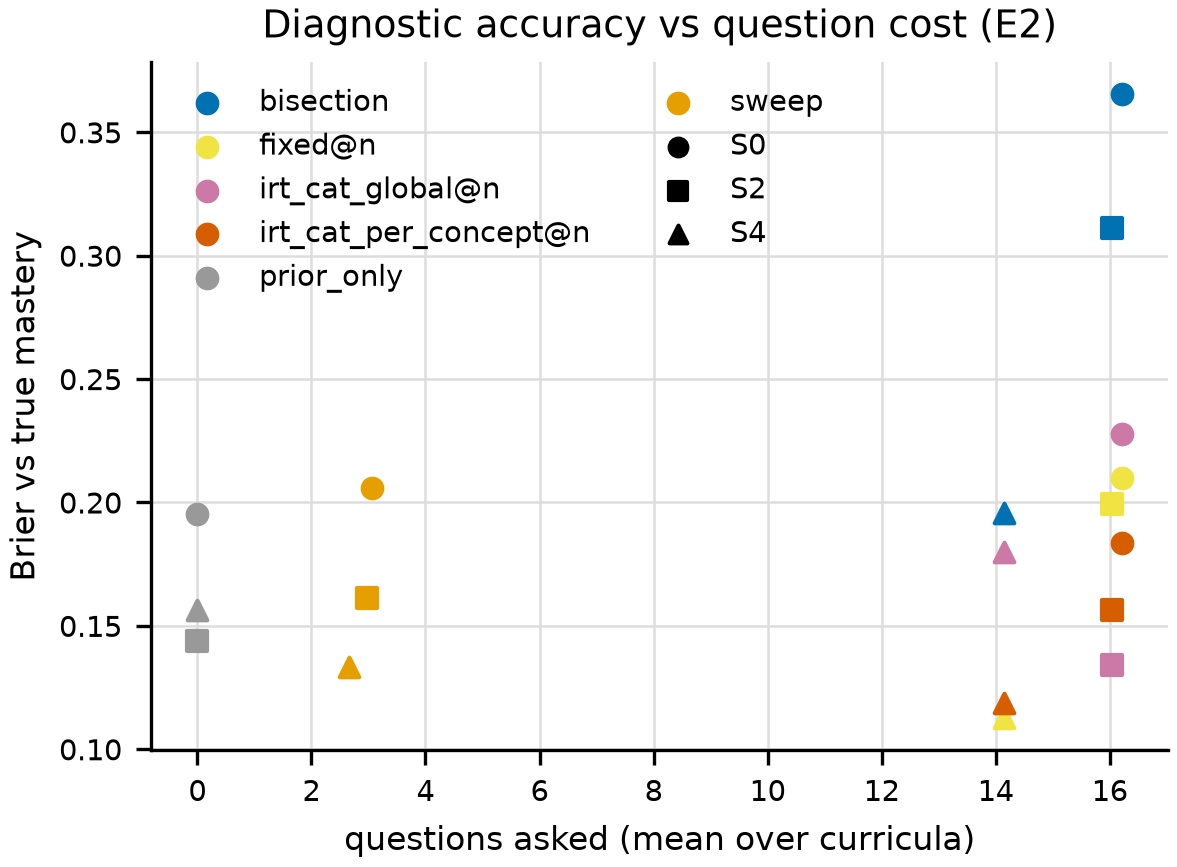 Diagnostic accuracy vs question cost (E2)
bisection
fixed@n
irt_cat_global@n
irt_cat_per_concept@n
prior_only
sweep
S0
S2
S4
Brier vs true mastery
0.35
0.30
0.25
0.20
0.15
0.10
0 2 4 6 8 10 12 14 16
questions asked (mean over curricula)